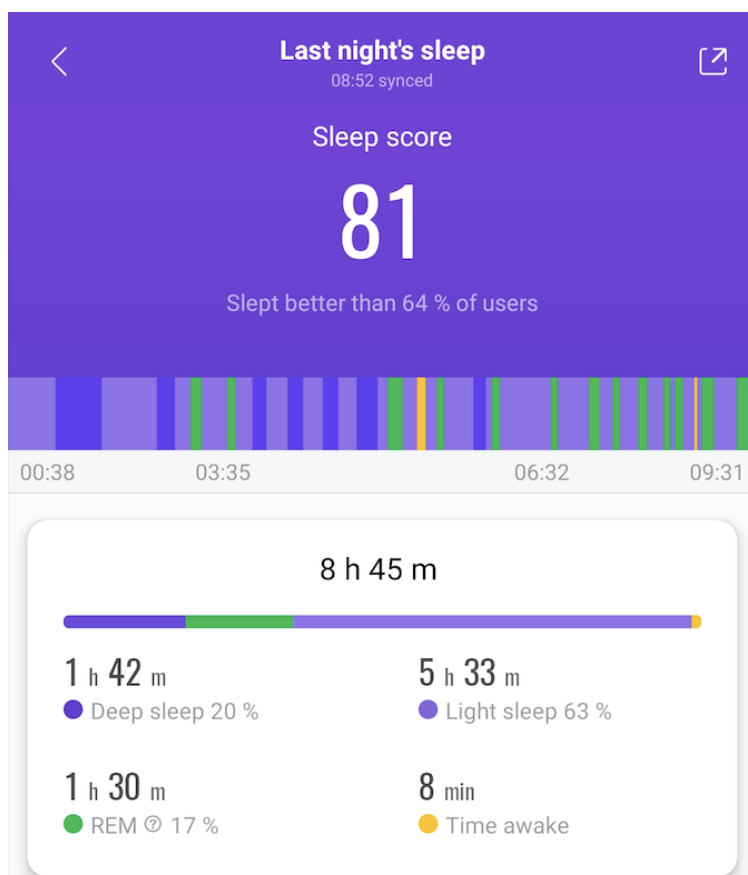 Last night's sleep
08:52 synced
Sleep score
81
Slept better than 64 % of users
00:38 03:35 06:32 09:31
8 h 45 m
1 h 42 m 5 h 33 m
Deep sleep 20 % Light sleep 63 %
1 h 30 m 8 min
REM ? 17 % Time awake